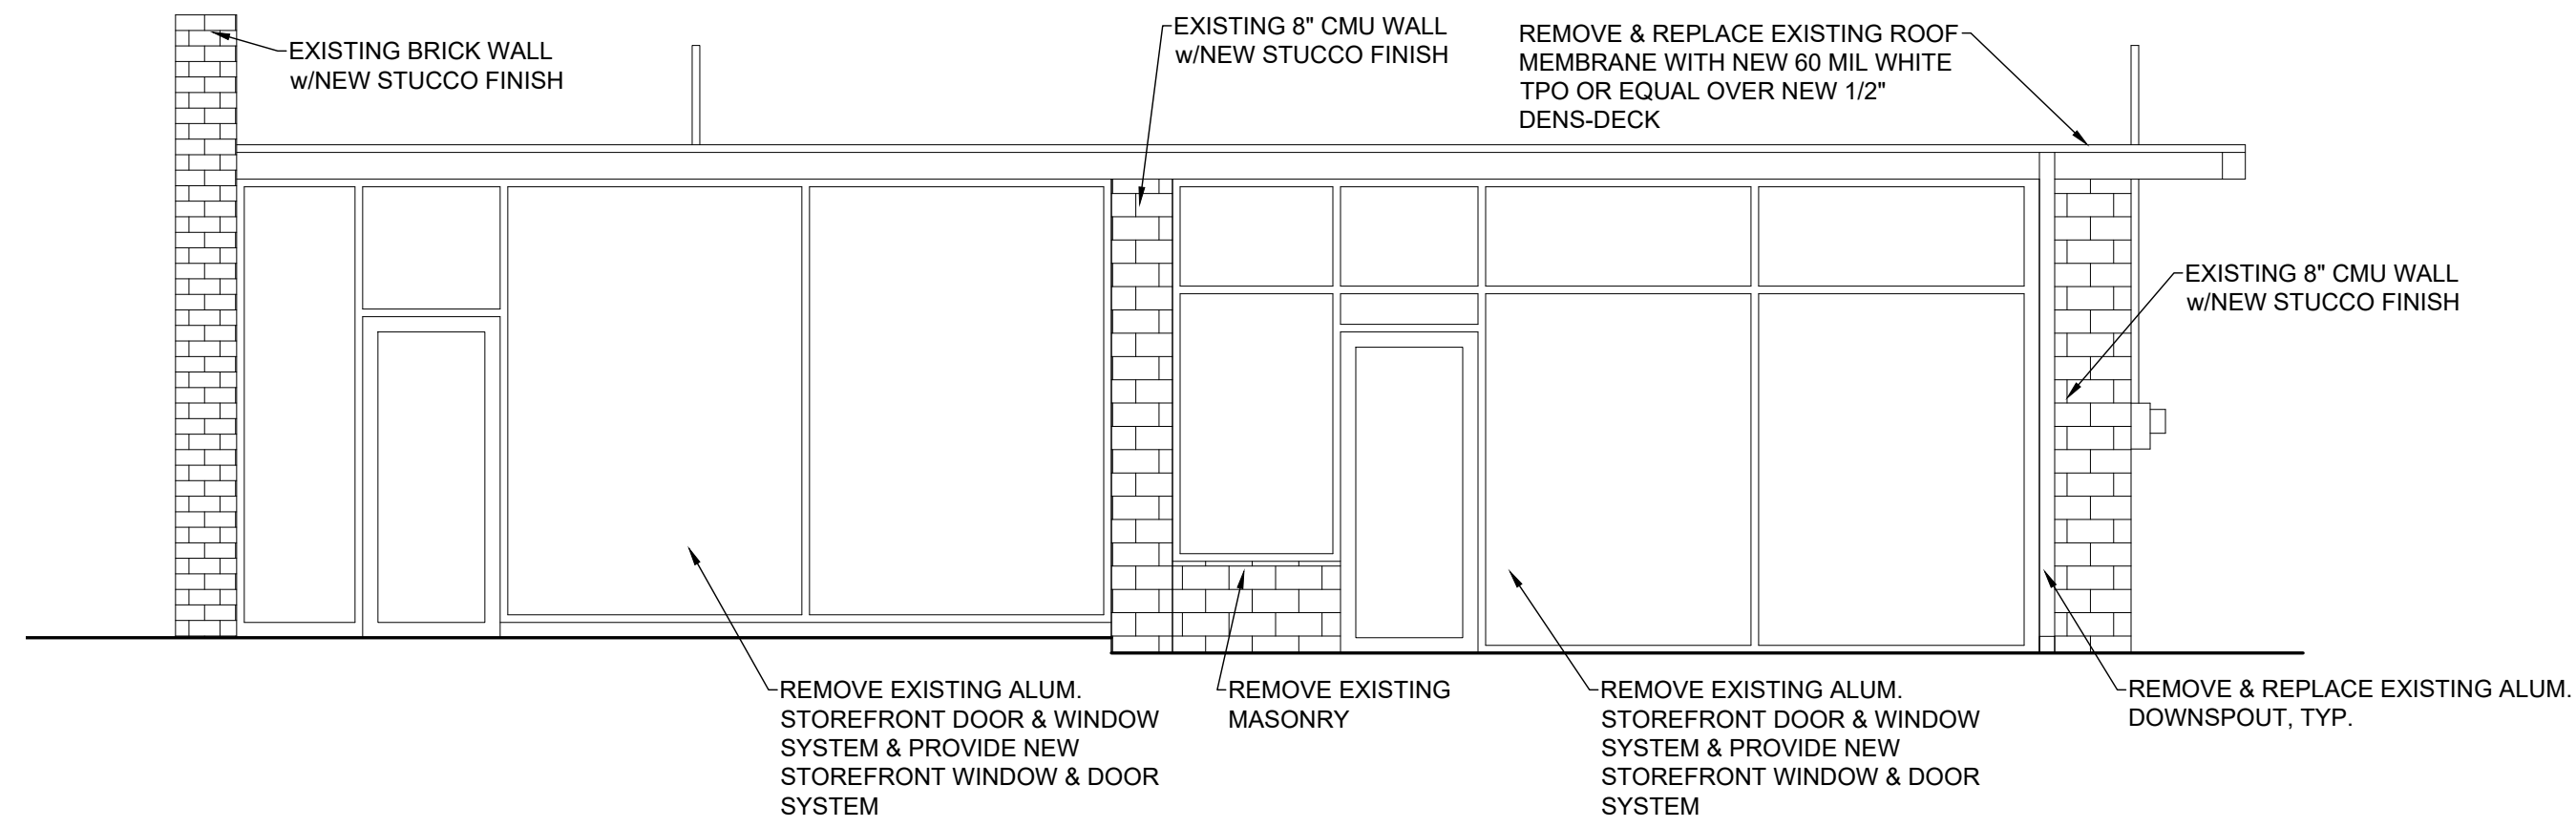 EXISTING BRICK WALL
w/NEW STUCCO FINISH
EXISTING 8" CMU WALL
w/NEW STUCCO FINISH
REMOVE & REPLACE EXISTING ROOF
MEMBRANE WITH NEW 60 MIL WHITE
TPO OR EQUAL OVER NEW 1/2"
DENS-DECK
EXISTING 8" CMU WALL
w/NEW STUCCO FINISH
REMOVE EXISTING ALUM.
STOREFRONT DOOR & WINDOW
SYSTEM & PROVIDE NEW
STOREFRONT WINDOW & DOOR
SYSTEM
REMOVE EXISTING
MASONRY
REMOVE EXISTING ALUM.
STOREFRONT DOOR & WINDOW
SYSTEM & PROVIDE NEW
STOREFRONT WINDOW & DOOR
SYSTEM
REMOVE & REPLACE EXISTING ALUM.
DOWNSPOUT, TYP.